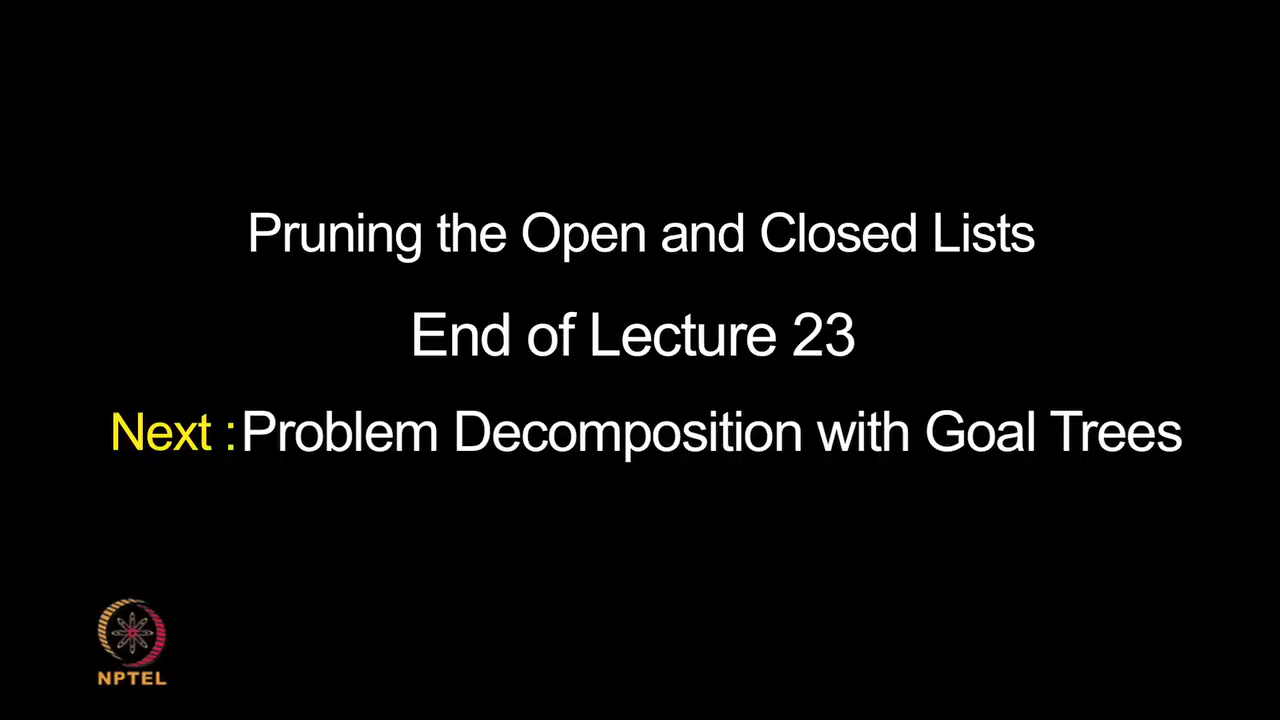 Pruning the Open and Closed Lists
End of Lecture 23
Next : Problem Decomposition with Goal Trees
NPTEL